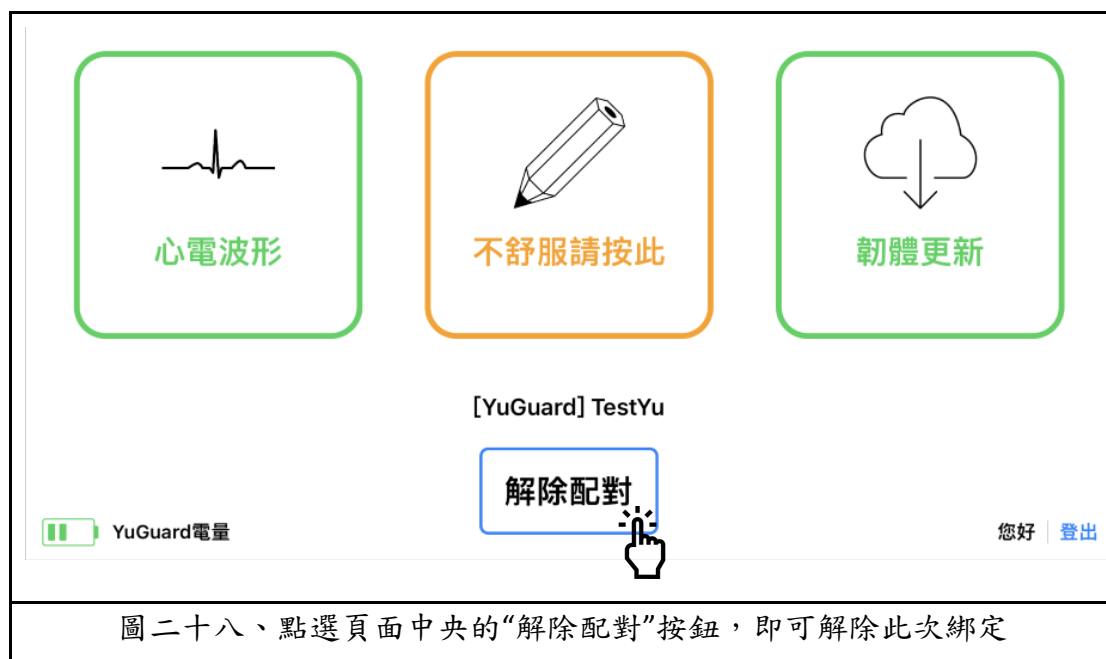 心電波形
不舒服請按此
韌體更新
[YuGuard] TestYu
解除配對
YuGuard電量
您好 登出
圖二十八、點選頁面中央的“解除配對”按鈕，即可解除此次綁定